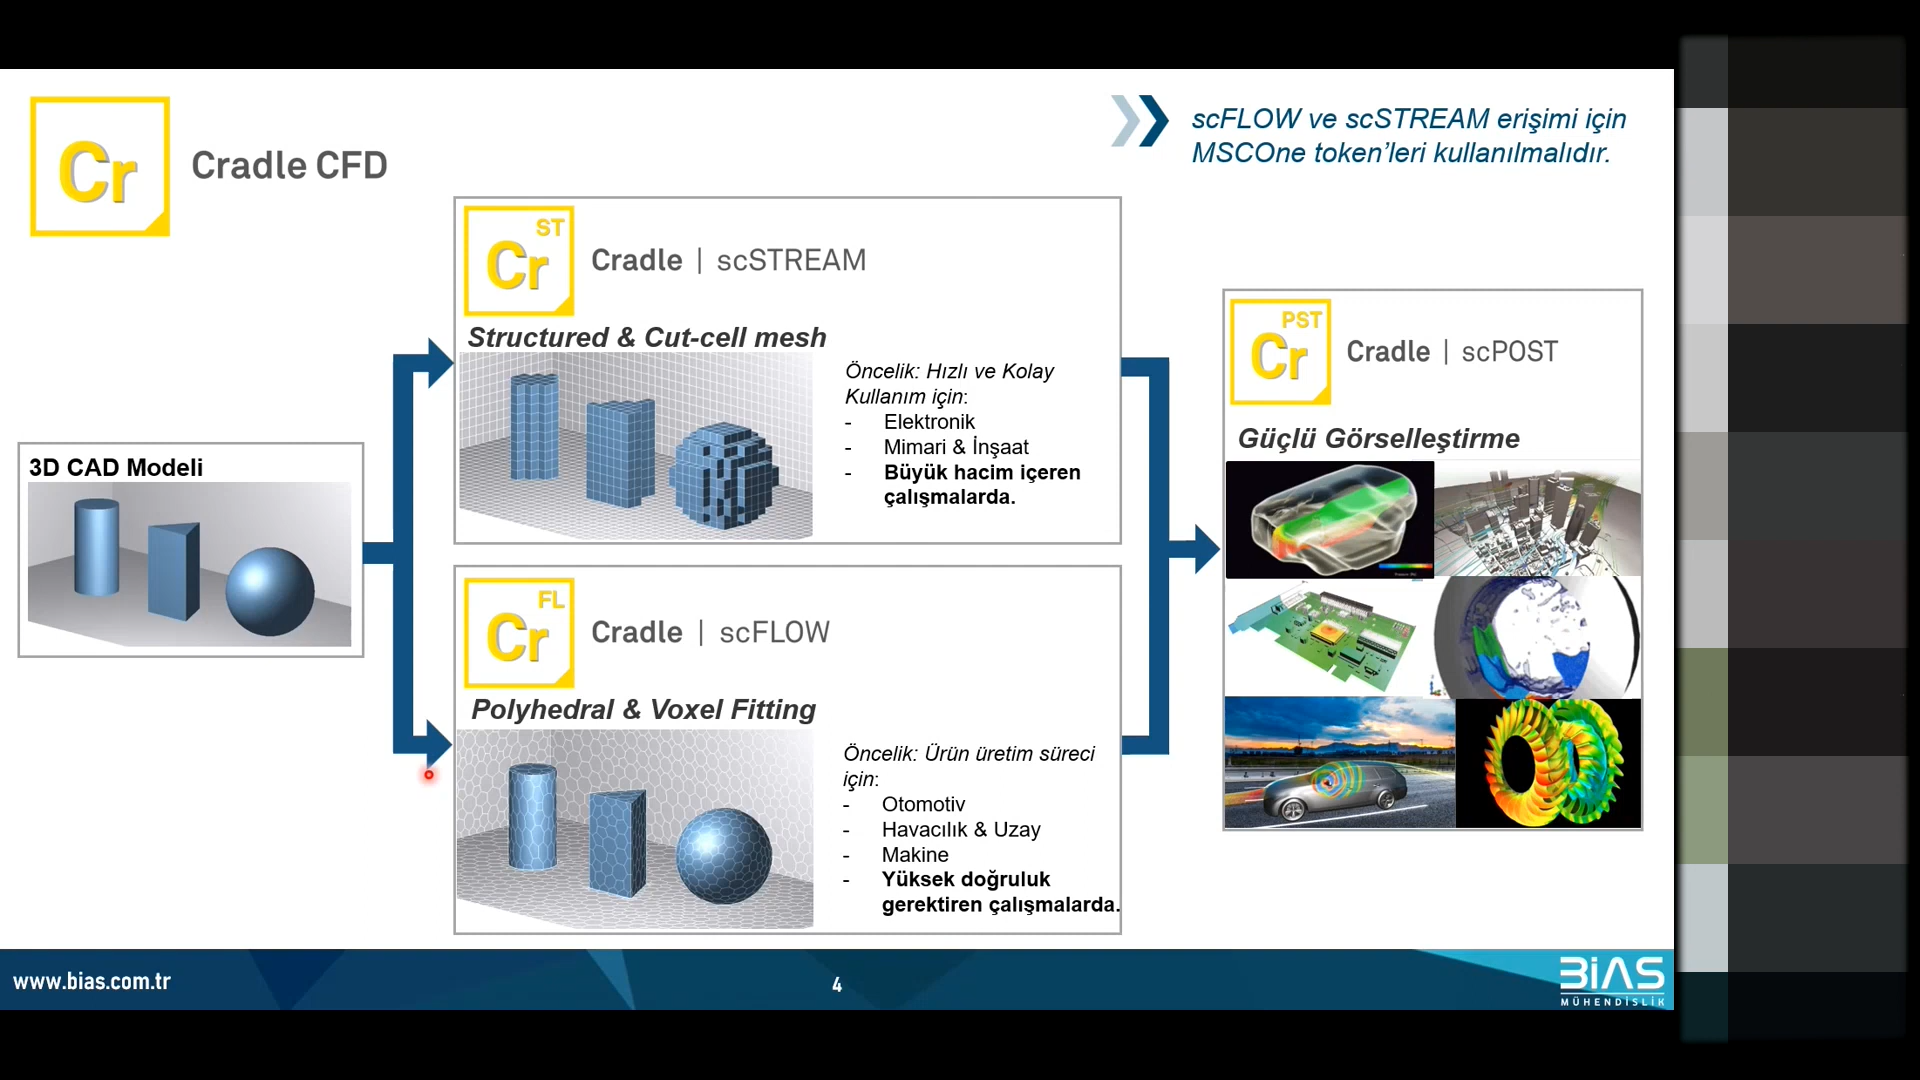 Cr
Cradle CFD
scFLOW ve scSTREAM erişimi için
MSCOne token’leri kullanılmalıdır.
3D CAD Modeli
ST
Cr
Cradle | scSTREAM
Structured & Cut-cell mesh
Öncelik: Hızlı ve Kolay
Kullanım için:
- Elektronik
- Mimari & İnşaat
- Büyük hacim içeren
çalışmalarda.
FL
Cr
Cradle | scFLOW
Polyhedral & Voxel Fitting
Öncelik: Ürün üretim süreci
için:
- Otomotiv
- Havacılık & Uzay
- Makine
- Yüksek doğruluk
gerektiren çalışmalarda.
PST
Cr
Cradle | scPOST
Güçlü Görselleştirme
www.bias.com.tr
4
BİAS
MÜHENDİSLİK